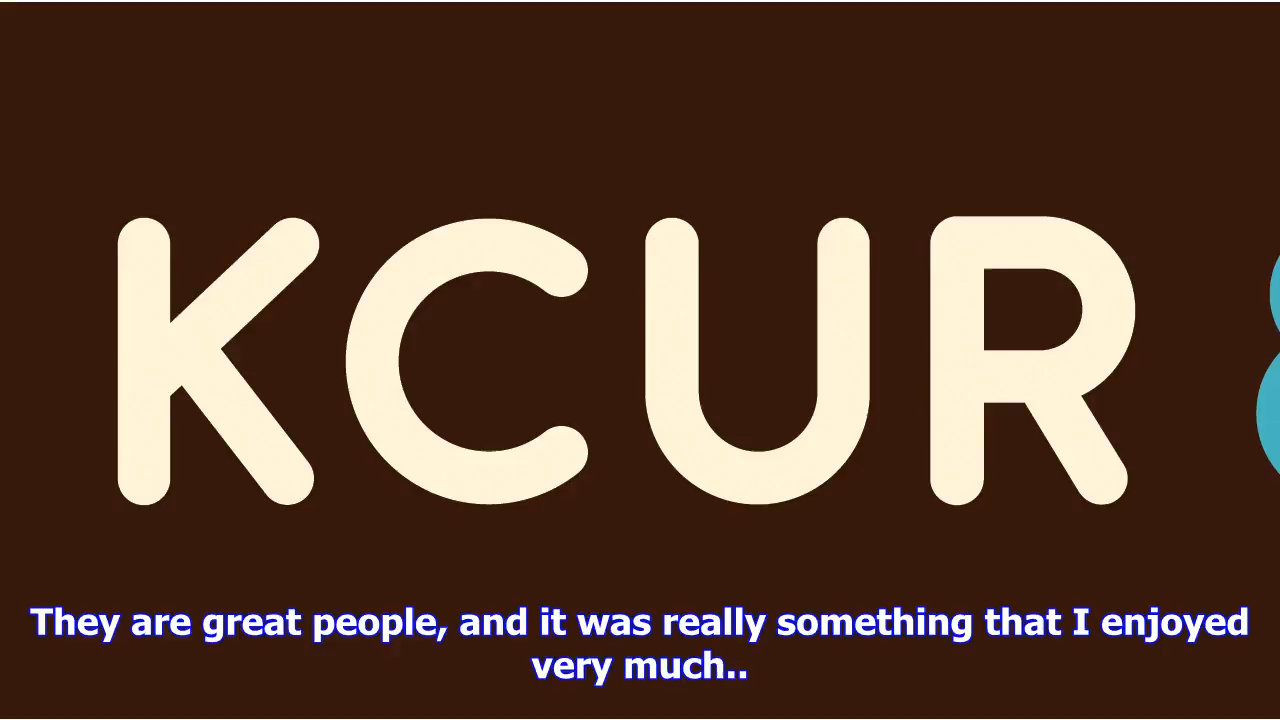 KCUR
They are great people, and it was really something that I enjoyed
very much..